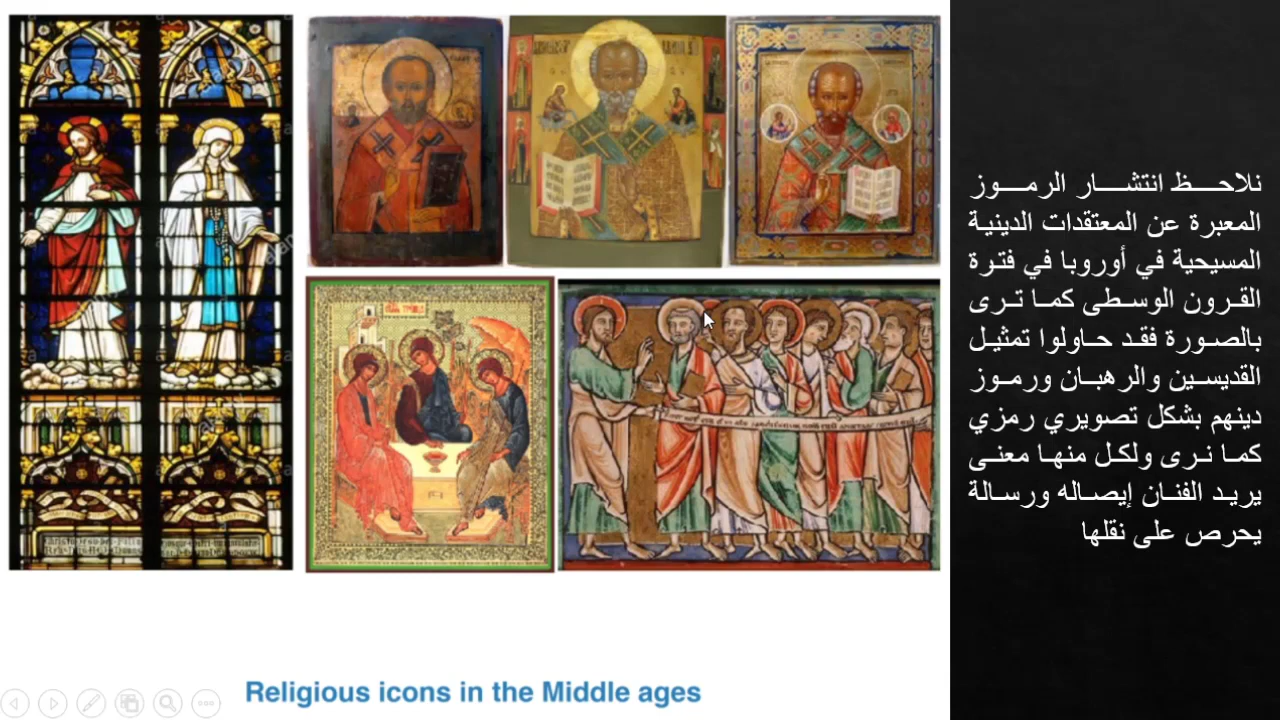 نلاحظ انتشار الرموز
المعبرة عن المعتقدات الدينية
المسيحية في أوروبا في فترة
القرون الوسطى كما ترى
بالصورة فقد حاولوا تمثيل
القديسين والرهبان ورموز
دينهم بشكل تصويري رمزي
كما نرى ولكل منها معنى
يريد الفنان إيصاله ورسالة
يحرص على نقلها
Religious icons in the Middle ages